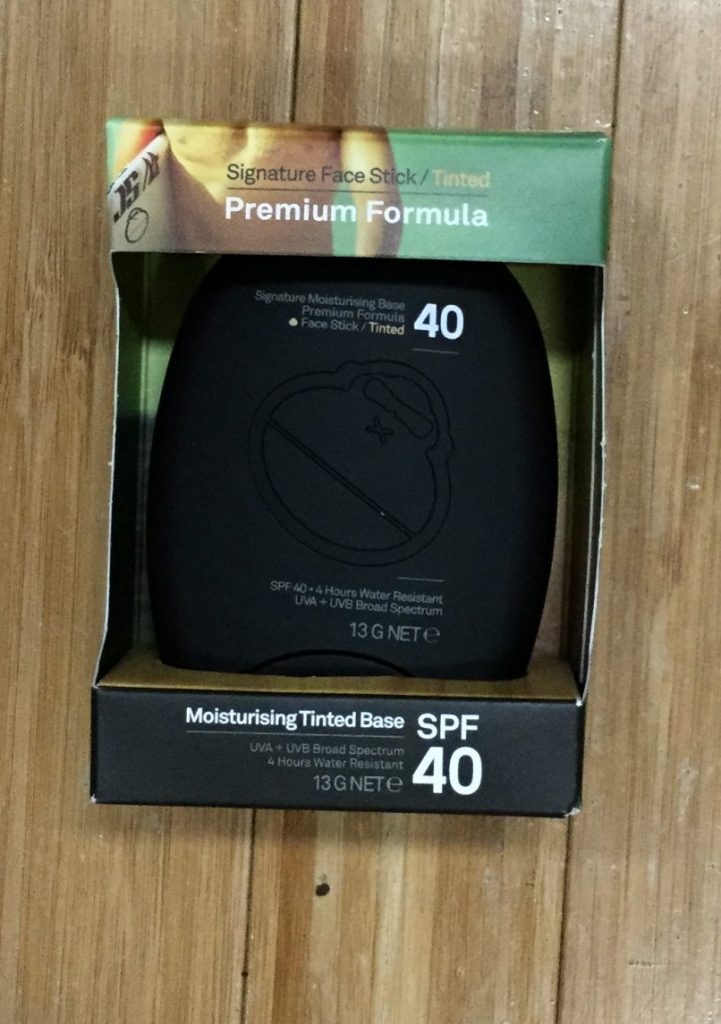 Signature Face Stick / Tinted
Premium Formula
Signature Moisturising Base
Premium Formula
Face Stick / Tinted
40
SPF 40 • 4 Hours Water Resistant
UVA + UVB Broad Spectrum
13 G NET ℮
Moisturising Tinted Base
SPF
40
UVA + UVB Broad Spectrum
4 Hours Water Resistant
13 G NET ℮